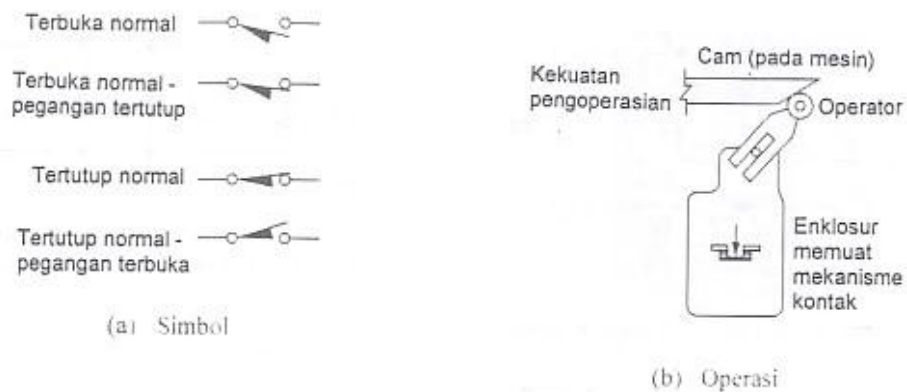 Terbuka normal
Terbuka normal -
pegangan tertutup
Tertutup normal
Tertutup normal -
pegangan terbuka
(a) Simbol
Cam (pada mesin)
Kekuatan
pengoperasian
Operator
Enklosur
memuat
mekanisme
kontak
(b) Operasi